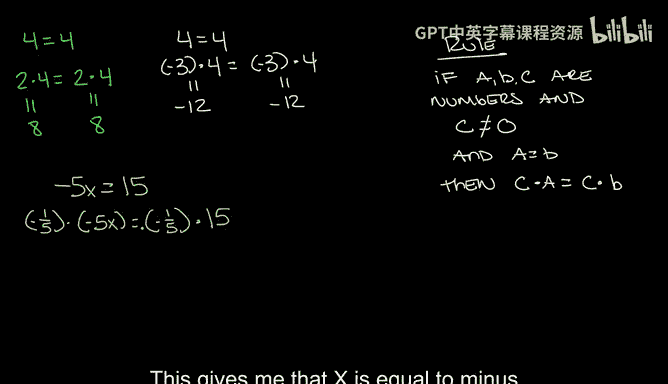 GPT中英字幕课程资源 bilibili
4=4
2·4=2·4
=
=
8
8
4=4
(-3)·4=(-3)·4
=
=
-12
-12
RULE
IF A, b, C ARE
NUMBERS AND
C≠0
AND A=b
THEN C·A=C·b
-5x=15
(-1/5)·(-5x)=.(-1/5)·15
This gives me that X is equal to minus